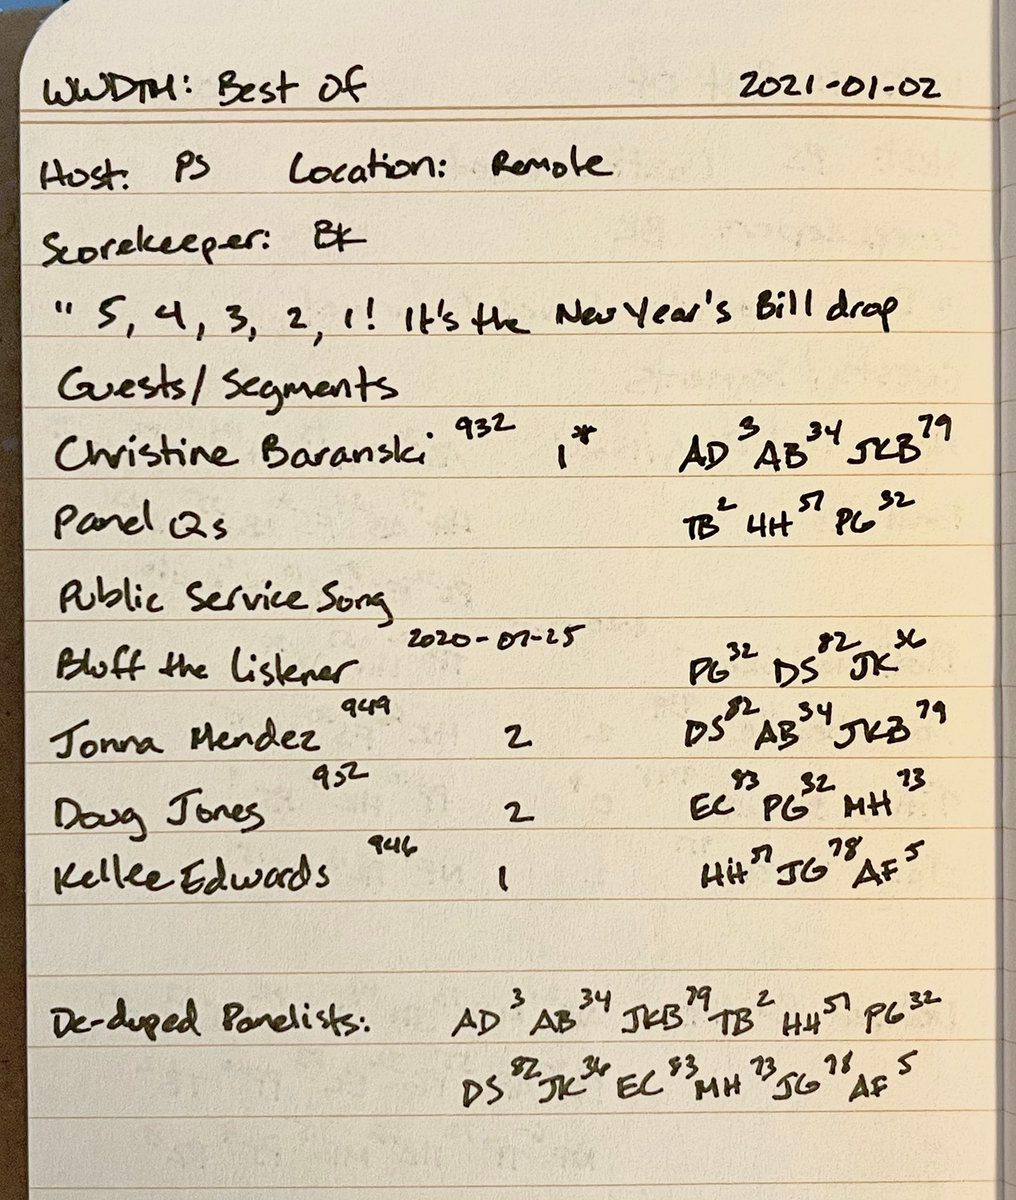 WWDTM: Best Of 2021-01-02
Host: PS Location: Remote
Scorekeeper: BK
" 5, 4, 3, 2, 1! It's the New Year's Bill drop
Guests/Segments
Christine Baranski 932 1* AD 3 AB 34 JKB 79
Panel Qs TB 2 HH 57 PG 32
Public Service Song
Bluff the Listener 2020-07-25 PG 32 DS 82 JK 36
Jonna Mendez 949 2 DS 82 AB 34 JKB 79
Doug Jones 952 2 EC 83 PG 32 MH 73
Kellee Edwards 946 1 HH 57 JG 78 AF 5
De-duped Panelists: AD 3 AB 34 JKB 79 TB 2 HH 57 PG 32
DS 82 JK 36 EC 83 MH 73 JG 78 AF 5